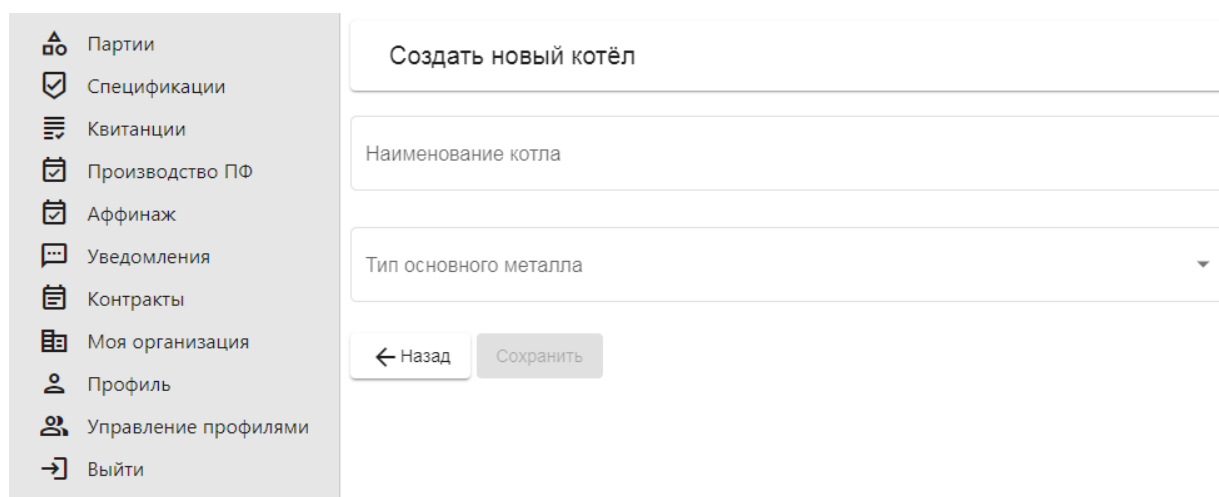 Партии
Спецификации
Квитанции
Производство ПФ
Аффинаж
Уведомления
Контракты
Моя организация
Профиль
Управление профилями
Выйти
Создать новый котёл
Наименование котла
Тип основного металла
Назад
Сохранить